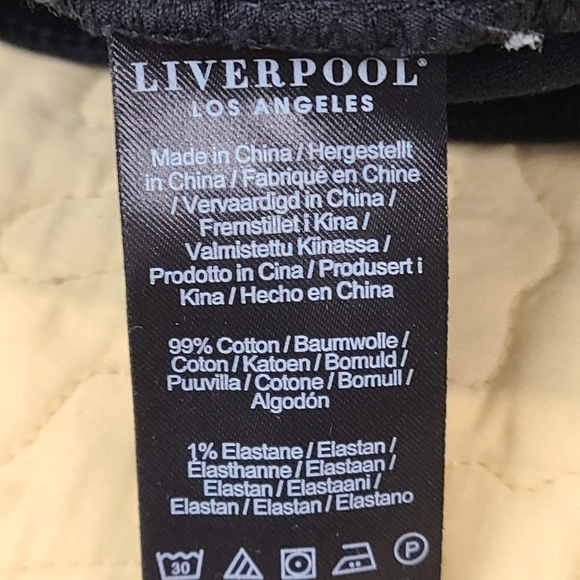 LIVERPOOL®
LOS ANGELES
Made in China / Hergestellt
in China / Fabriqué en Chine
/ Vervaardigd in China /
Fremstillet i Kina /
Valmistettu Kiinassa /
Prodotto in Cina / Produsert i
Kina / Hecho en China
99% Cotton / Baumwolle /
Coton / Katoen / Bomuld /
Puuvilla / Cotone / Bomull /
Algodón
1% Elastane / Elastan /
Élasthanne / Elastaan /
Elastan / Elastaani /
Elastan / Elastan / Elastano
30 P